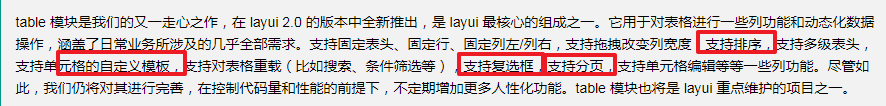 table 模块是我们的又一走心之作，在 layui 2.0 的版本中全新推出，是 layui 最核心的组成之一。它用于对表格进行一些列功能和动态化数据
操作，涵盖了日常业务所涉及的几乎全部需求。支持固定表头、固定行、固定列左/列右，支持拖拽改变列宽度，支持排序，支持多级表头，
支持单元格的自定义模板，支持对表格重载（比如搜索、条件筛选等），支持复选框，支持分页，支持单元格编辑等等一些列功能。尽管如
此，我们仍将对其进行完善，在控制代码量和性能的前提下，不定期增加更多人性化功能。table 模块也将是 layui 重点维护的项目之一。